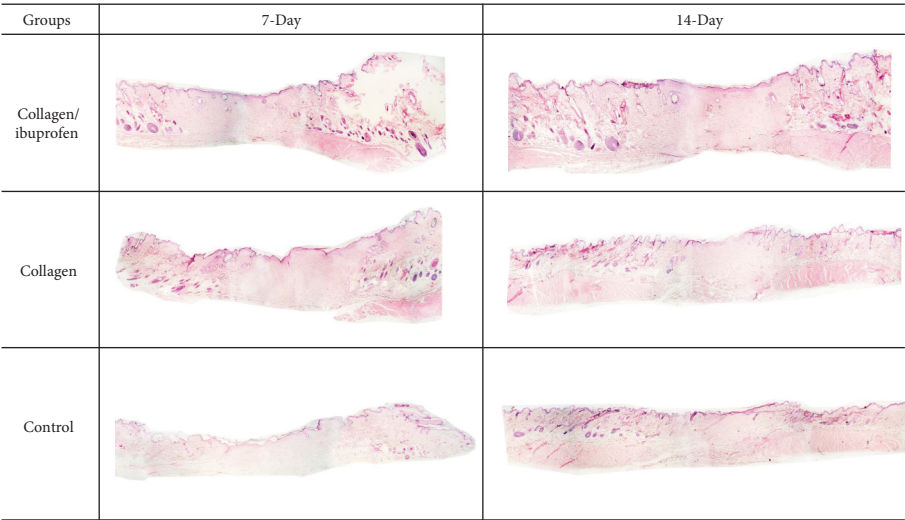 Groups
7-Day
14-Day
Collagen/
ibuprofen
Collagen
Control